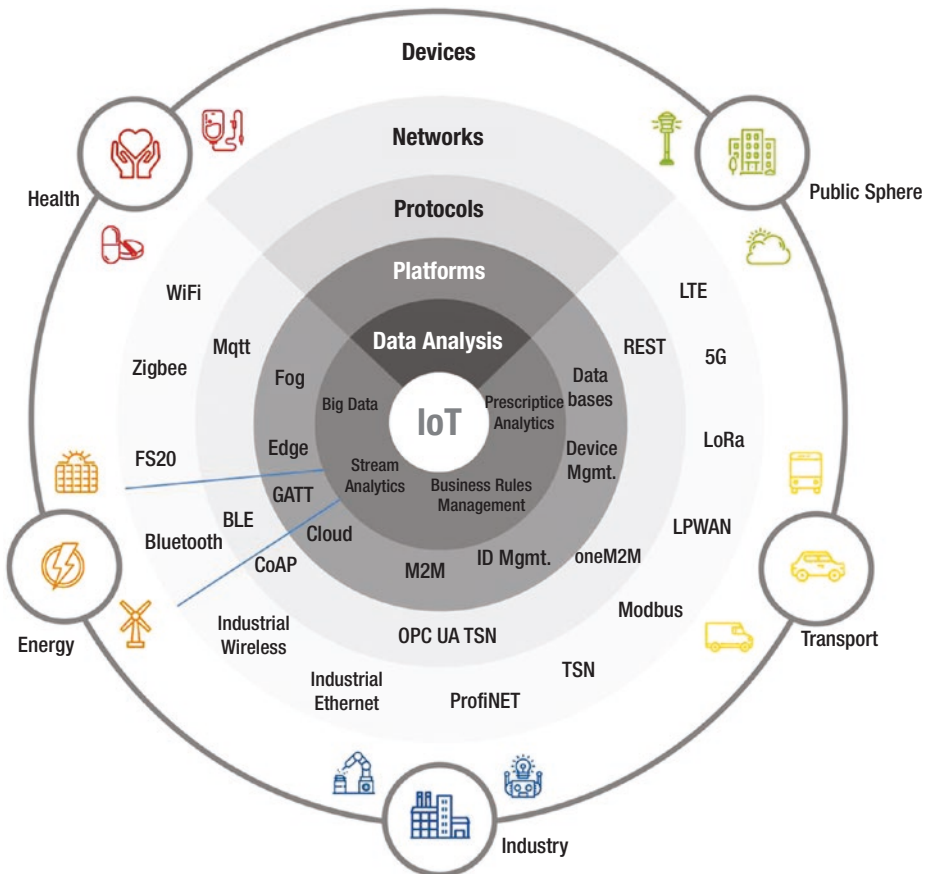 Devices
Networks
Health
Public Sphere
Protocols
Platforms
WiFi
LTE
Data Analysis
Mqtt
REST
Zigbee
5G
Fog
Data
bases
Big Data
IoT
Prescriptice
Analytics
LoRa
Edge
Device
Mgmt.
FS20
Stream
Analytics
Business Rules
Management
GATT
BLE
Bluetooth
Cloud
LPWAN
CoAP
M2M
ID Mgmt.
oneM2M
Modbus
Industrial
Wireless
OPC UA TSN
Energy
Transport
Industrial
Ethernet
ProfiNET
TSN
Industry